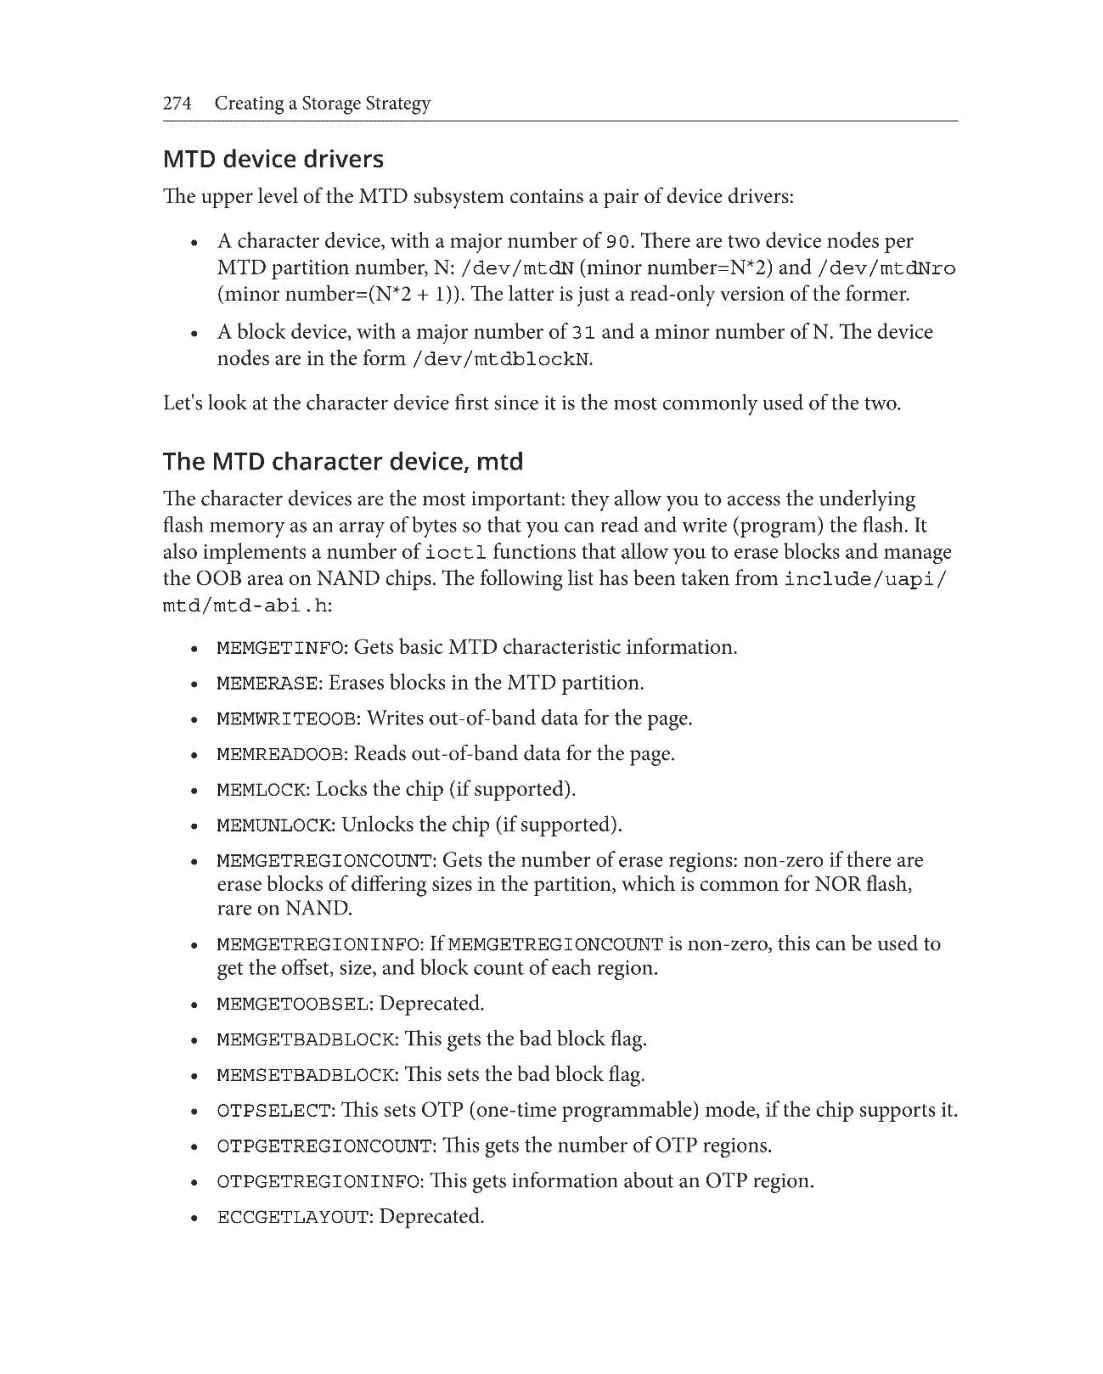 274 Creating a Storage Strategy
MTD device drivers
The upper level of the MTD subsystem contains a pair of device drivers:
• A character device, with a major number of 90. There are two device nodes per
MTD partition number, N: /dev/mtdN (minor number=N*2) and /dev/mtdNro
(minor number=(N*2 + 1)). The latter is just a read-only version of the former.
• A block device, with a major number of 31 and a minor number of N. The device
nodes are in the form /dev/mtdblockN.
Let's look at the character device first since it is the most commonly used of the two.
The MTD character device, mtd
The character devices are the most important: they allow you to access the underlying
flash memory as an array of bytes so that you can read and write (program) the flash. It
also implements a number of ioctl functions that allow you to erase blocks and manage
the OOB area on NAND chips. The following list has been taken from include/uapi/
mtd/mtd-abi.h:
• MEMGETINFO: Gets basic MTD characteristic information.
• MEMERASE: Erases blocks in the MTD partition.
• MEMWRITEOOB: Writes out-of-band data for the page.
• MEMREADOOB: Reads out-of-band data for the page.
• MEMLOCK: Locks the chip (if supported).
• MEMUNLOCK: Unlocks the chip (if supported).
• MEMGETREGIONCOUNT: Gets the number of erase regions: non-zero if there are
erase blocks of differing sizes in the partition, which is common for NOR flash,
rare on NAND.
• MEMGETREGIONINFO: If MEMGETREGIONCOUNT is non-zero, this can be used to
get the offset, size, and block count of each region.
• MEMGETOOBSEL: Deprecated.
• MEMGETBADBLOCK: This gets the bad block flag.
• MEMSETBADBLOCK: This sets the bad block flag.
• OTPSELECT: This sets OTP (one-time programmable) mode, if the chip supports it.
• OTPGETREGIONCOUNT: This gets the number of OTP regions.
• OTPGETREGIONINFO: This gets information about an OTP region.
• ECCGETLAYOUT: Deprecated.